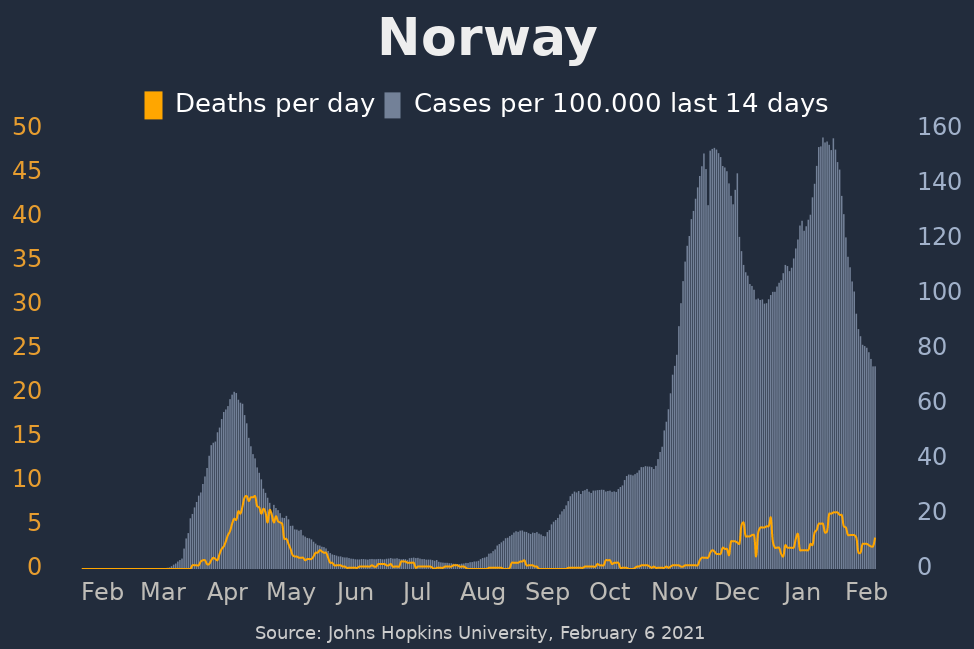 Norway
Deaths per day Cases per 100.000 last 14 days
50 160
45 140
40 120
35 100
30 80
25 60
20 40
15 20
10 0
5
0
Feb Mar Apr May Jun Jul Aug Sep Oct Nov Dec Jan Feb
Source: Johns Hopkins University, February 6 2021